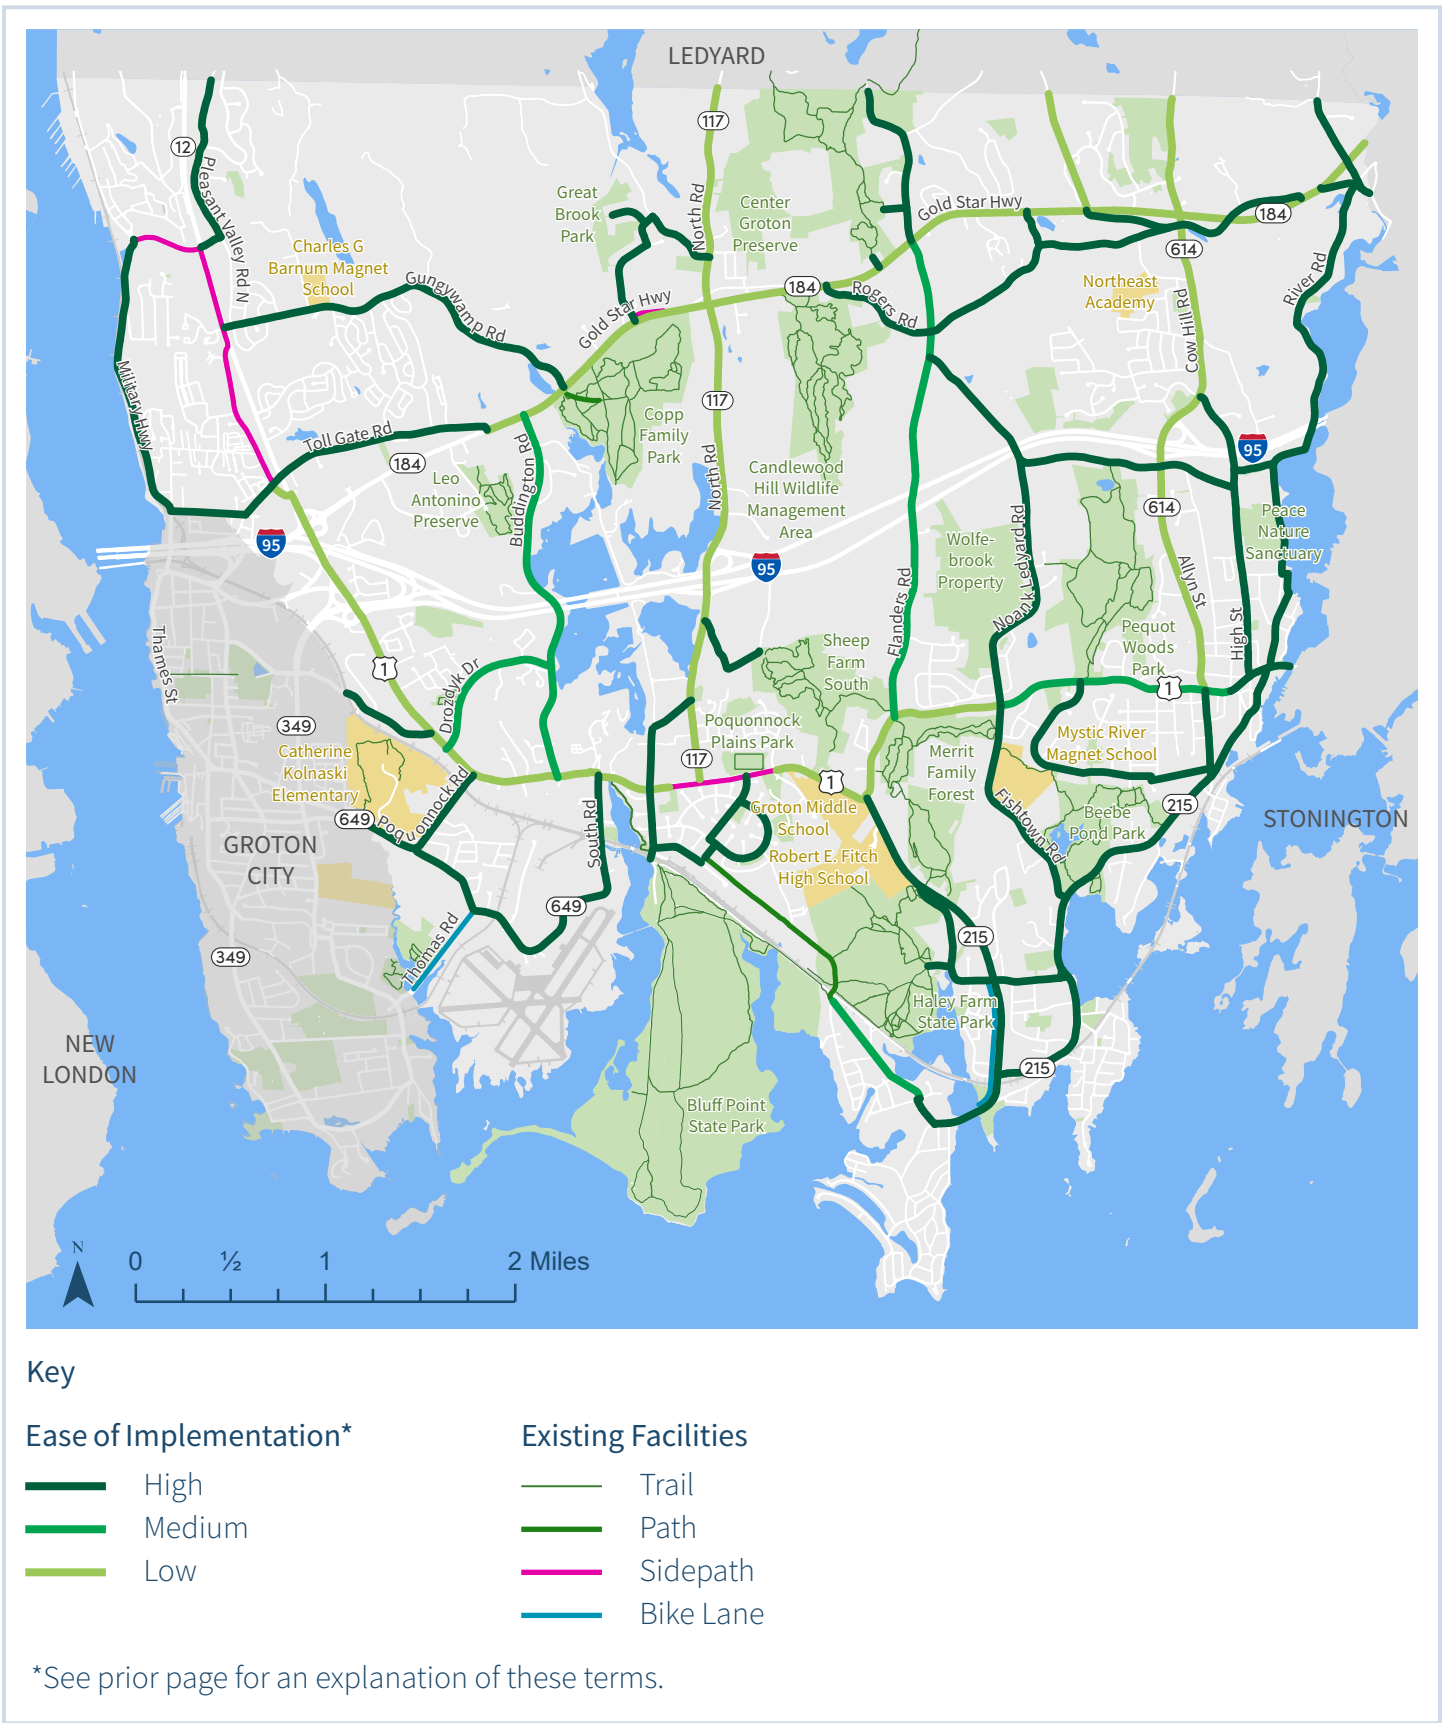 LEDYARD
117
12
Pleasant Valley Rd N
Great
Brook
Park
North Rd
Center
Groton
Preserve
Gold Star Hwy
184
614
Charles G
Barnum Magnet
School
Gungywamp Rd
Gold Star Hwy
184
Rogers Rd
Northeast
Academy
River Rd
Cow Hill Rd
Military Hwy
117
Copp
Family
Park
Toll Gate Rd
184
Buddington Rd
North Rd
Leo
Antonino
Preserve
Candlewood
Hill Wildlife
Management
Area
95
614
Peace
Nature
Sanctuary
95
95
Wolfe-
brook
Property
Noank Ledyard Rd
Allyn St
Flanders Rd
High St
Thames St
1
Drozdyk Dr
Sheep
Farm
South
Pequot
Woods
Park
1
349
Catherine
Kolnaski
Elementary
Poquonnock
Plains Park
117
1
Mystic River
Magnet School
Merrit
Family
Forest
649
Poquonnock Rd
South Rd
Groton Middle
School
Robert E. Fitch
High School
Fishtown Rd
Beebe
Pond Park
215
STONINGTON
GROTON
CITY
649
349
Thomas Rd
215
Haley Farm
State Park
215
NEW
LONDON
Bluff Point
State Park
N
0 ½ 1 2 Miles
Key
Ease of Implementation*
High
Medium
Low
Existing Facilities
Trail
Path
Sidepath
Bike Lane
*See prior page for an explanation of these terms.